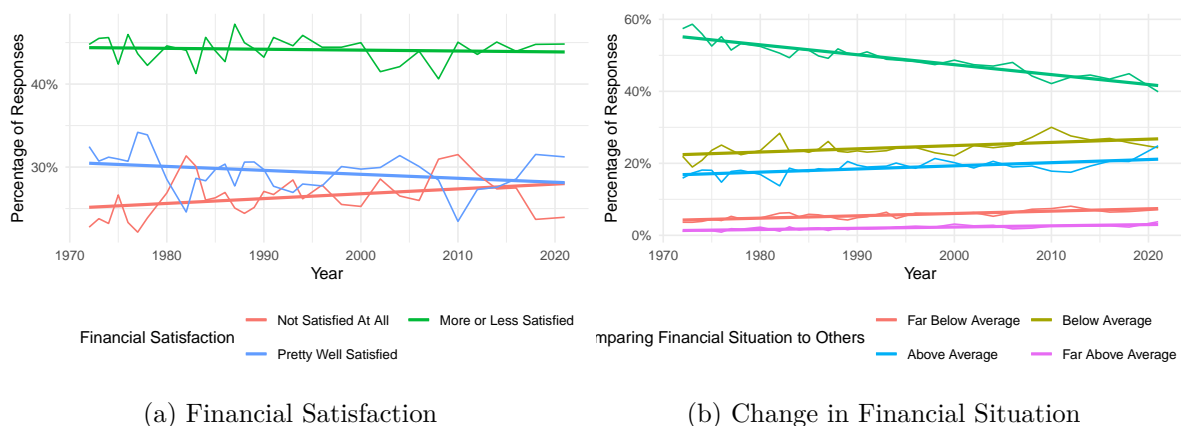 Percentage of Responses
40%
30%
1970
1980
1990
2000
2010
2020
Year
Financial Satisfaction
Not Satisfied At All
More or Less Satisfied
Pretty Well Satisfied
(a) Financial Satisfaction
Percentage of Responses
60%
40%
20%
0%
1970
1980
1990
2000
2010
2020
Year
mparing Financial Situation to Others
Far Below Average
Below Average
Above Average
Far Above Average
(b) Change in Financial Situation